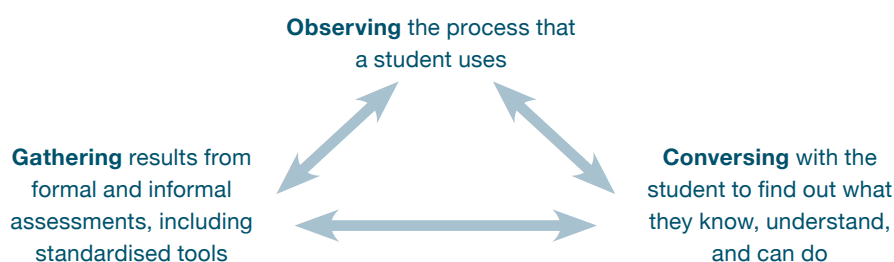 Observing the process that
a student uses
Gathering results from
formal and informal
assessments, including
standardised tools
Conversing with the
student to find out what
they know, understand,
and can do